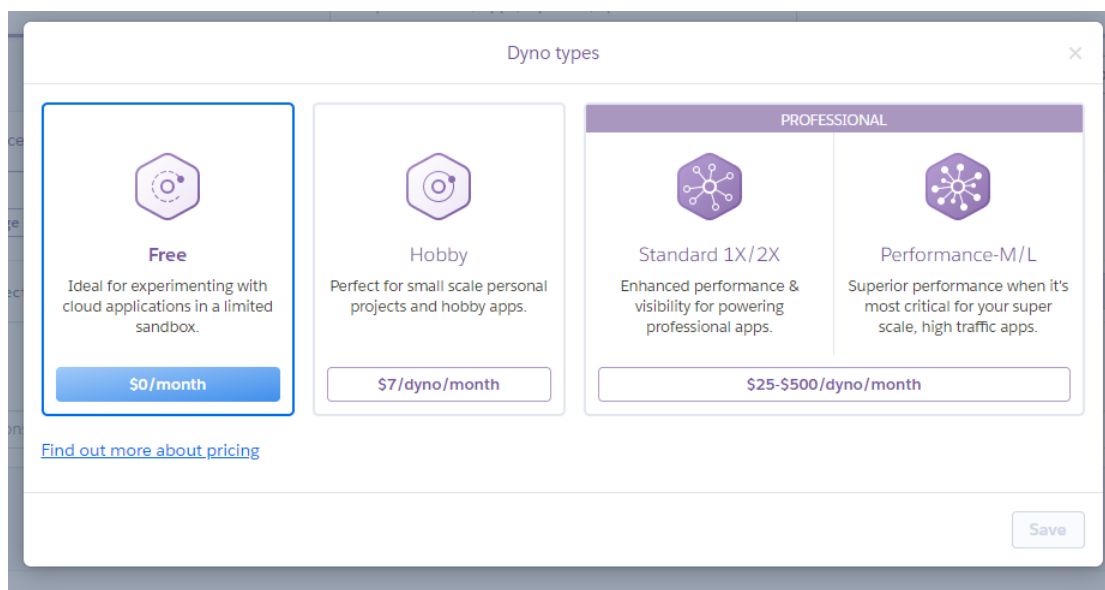 Dyno types
×
PROFESSIONAL
Free
Ideal for experimenting with
cloud applications in a limited
sandbox.
$0/month
Hobby
Perfect for small scale personal
projects and hobby apps.
$7/dyno/month
Standard 1X/2X
Enhanced performance &
visibility for powering
professional apps.
Performance-M/L
Superior performance when it's
most critical for your super
scale, high traffic apps.
$25-$500/dyno/month
Find out more about pricing
Save